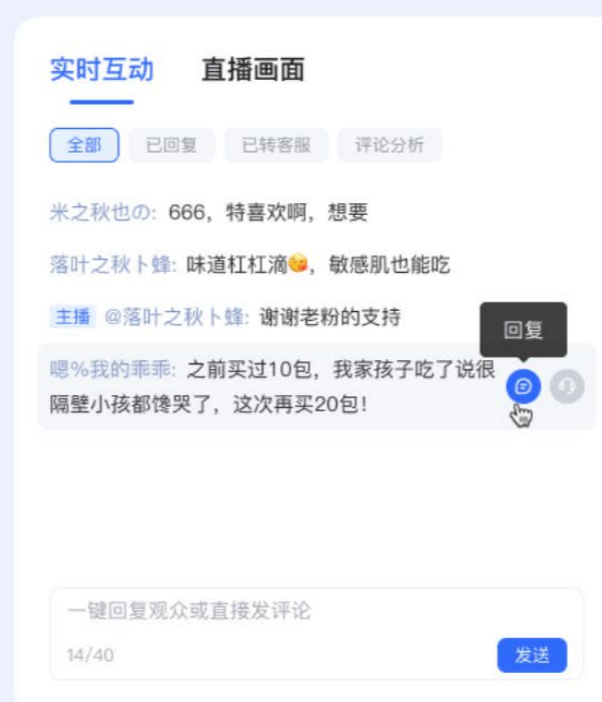 实时互动 直播画面
全部 已回复 已转客服 评论分析
米之秋也の: 666，特喜欢啊，想要
落叶之秋卜蜂: 味道杠杠滴😘，敏感肌也能吃
主播 @落叶之秋卜蜂: 谢谢老粉的支持
回复
嗯%我的乖乖: 之前买过10包，我家孩子吃了说很
隔壁小孩都馋哭了，这次再买20包！
一键回复观众或直接发评论
14/40 发送